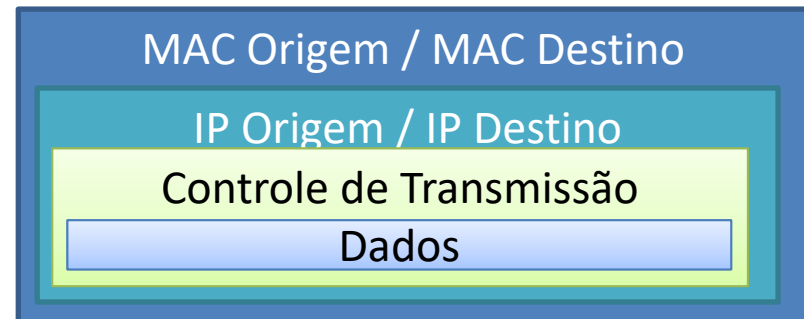 MAC Origem / MAC Destino
IP Origem / IP Destino
Controle de Transmissão
Dados